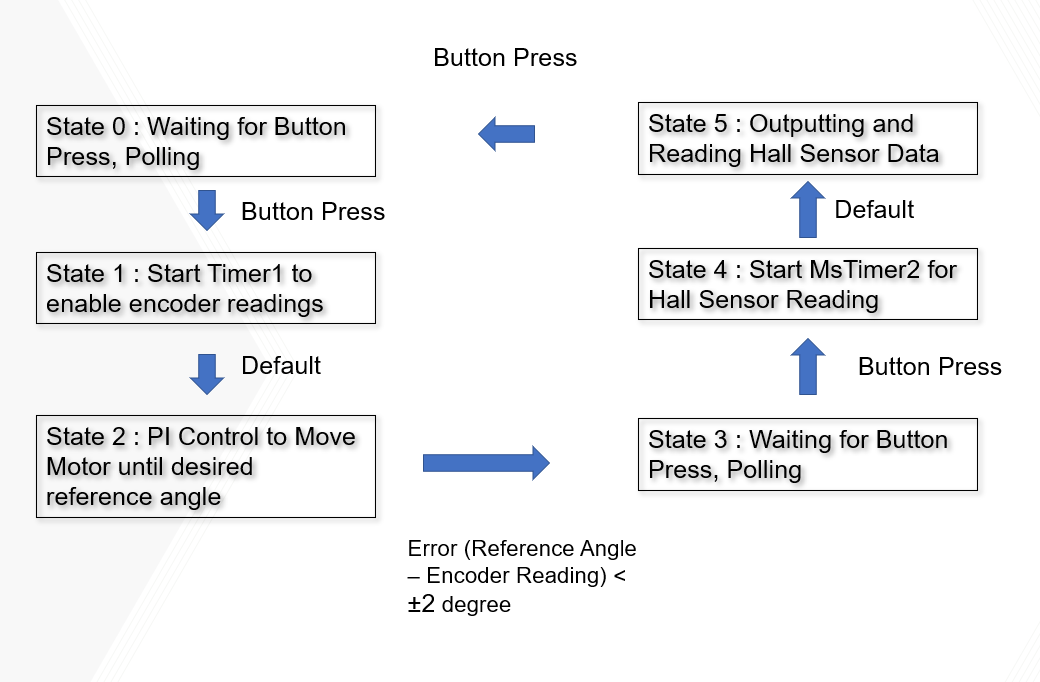 Button Press
State 0 : Waiting for Button
Press, Polling
Button Press
State 1 : Start Timer1 to
enable encoder readings
Default
State 2 : PI Control to Move
Motor until desired
reference angle
Error (Reference Angle
– Encoder Reading) <
±2 degree
State 3 : Waiting for Button
Press, Polling
Button Press
State 4 : Start MsTimer2 for
Hall Sensor Reading
Default
State 5 : Outputting and
Reading Hall Sensor Data